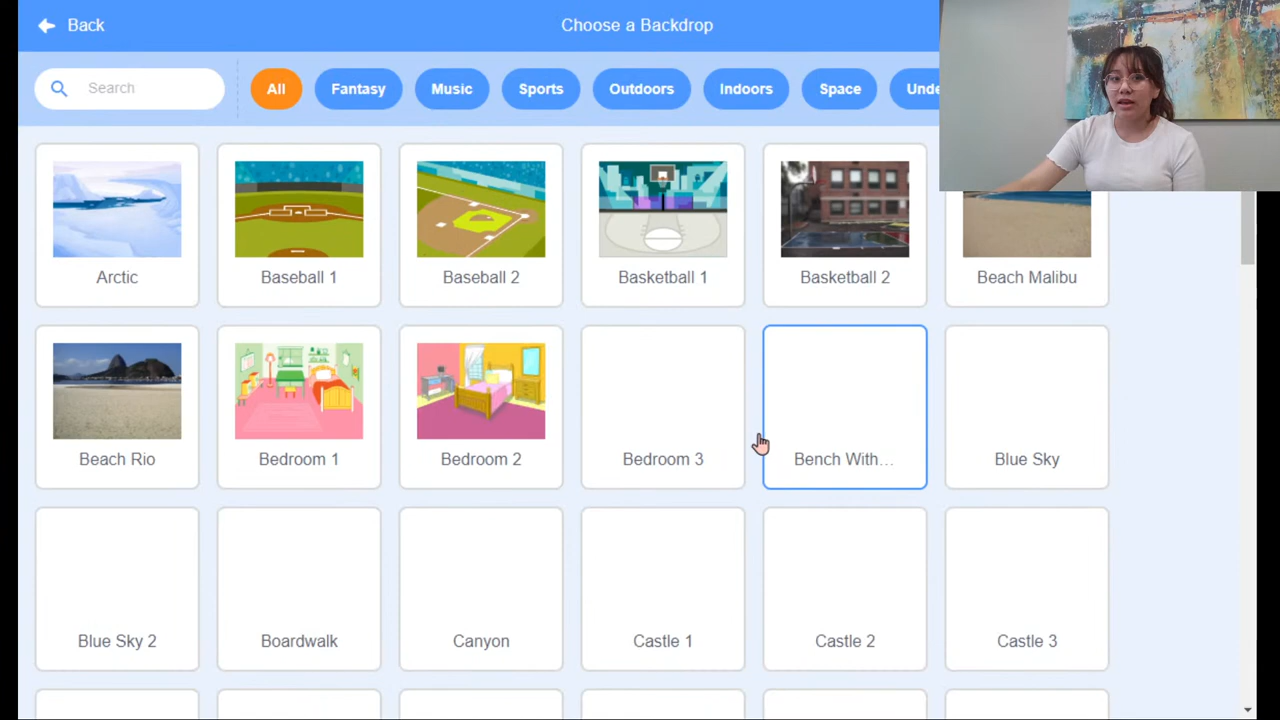 Back
Choose a Backdrop
Search
All
Fantasy
Music
Sports
Outdoors
Indoors
Space
Unde
Arctic
Baseball 1
Baseball 2
Basketball 1
Basketball 2
Beach Malibu
Beach Rio
Bedroom 1
Bedroom 2
Bedroom 3
Bench With...
Blue Sky
Blue Sky 2
Boardwalk
Canyon
Castle 1
Castle 2
Castle 3